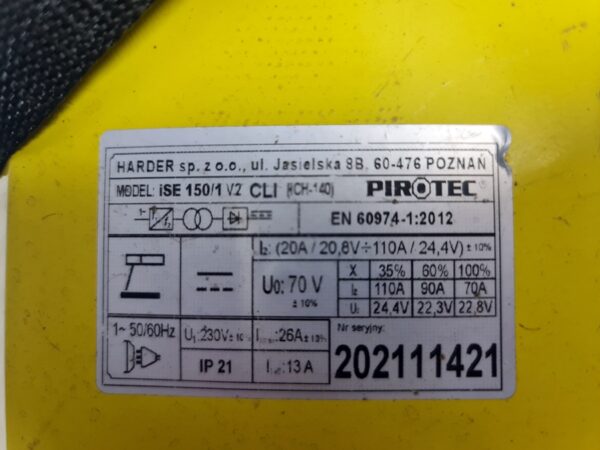 HARDER sp. z o.o., ul. Jasielska 8B, 60-476 POZNAŃ
MODEL: iSE 150/1 V2 CLI (ICH-140) PIROTEC
EN 60974-1:2012
I2: (20A / 20,8V÷110A / 24,4V) ± 10%
U0: 70 V ± 10%
X 35% 60% 100%
I2 110A 90A 70A
U2 24,4V 22,3V 22,8V
1~ 50/60Hz
U1:230V± 10%
:26A± 10%
IP 21
:13 A
Nr seryjny:
202111421